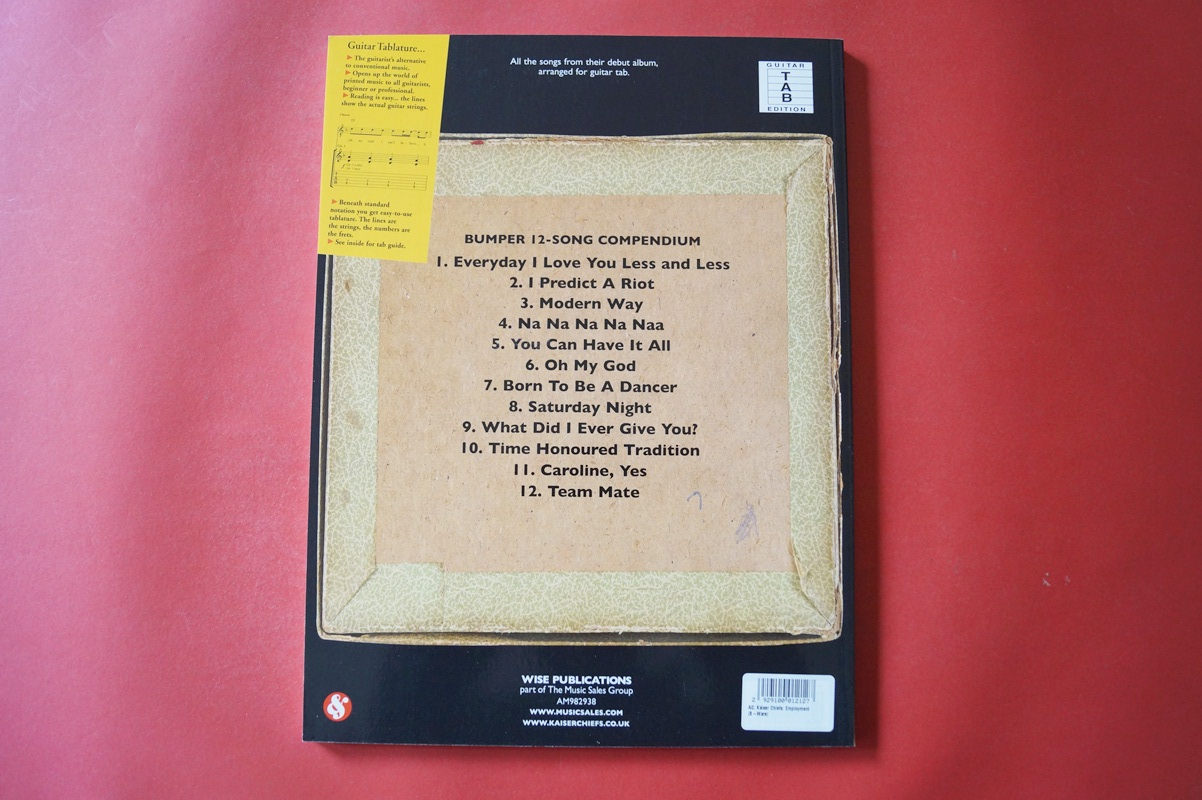 Guitar Tablature...
► The guitarist's alternative
to conventional music.
► Opens up the world of
printed music to all guitarists,
beginner or professional.
► Reading is easy... the lines
show the actual guitar strings.
► Beneath standard
notation you get easy-to-use
tablature. The lines are
the strings, the numbers are
the frets.
► See inside for tab guide.
All the songs from their debut album,
arranged for guitar tab.
GUITAR
TAB
EDITION
BUMPER 12-SONG COMPENDIUM
1. Everyday I Love You Less and Less
2. I Predict A Riot
3. Modern Way
4. Na Na Na Na Naa
5. You Can Have It All
6. Oh My God
7. Born To Be A Dancer
8. Saturday Night
9. What Did I Ever Give You?
10. Time Honoured Tradition
11. Caroline, Yes
12. Team Mate
WISE PUBLICATIONS
part of The Music Sales Group
AM982938
WWW.MUSICSALES.COM
WWW.KAISERCHIEFS.CO.UK
&
2 929100 012127
AC. Kaiser Chiefs: Employment